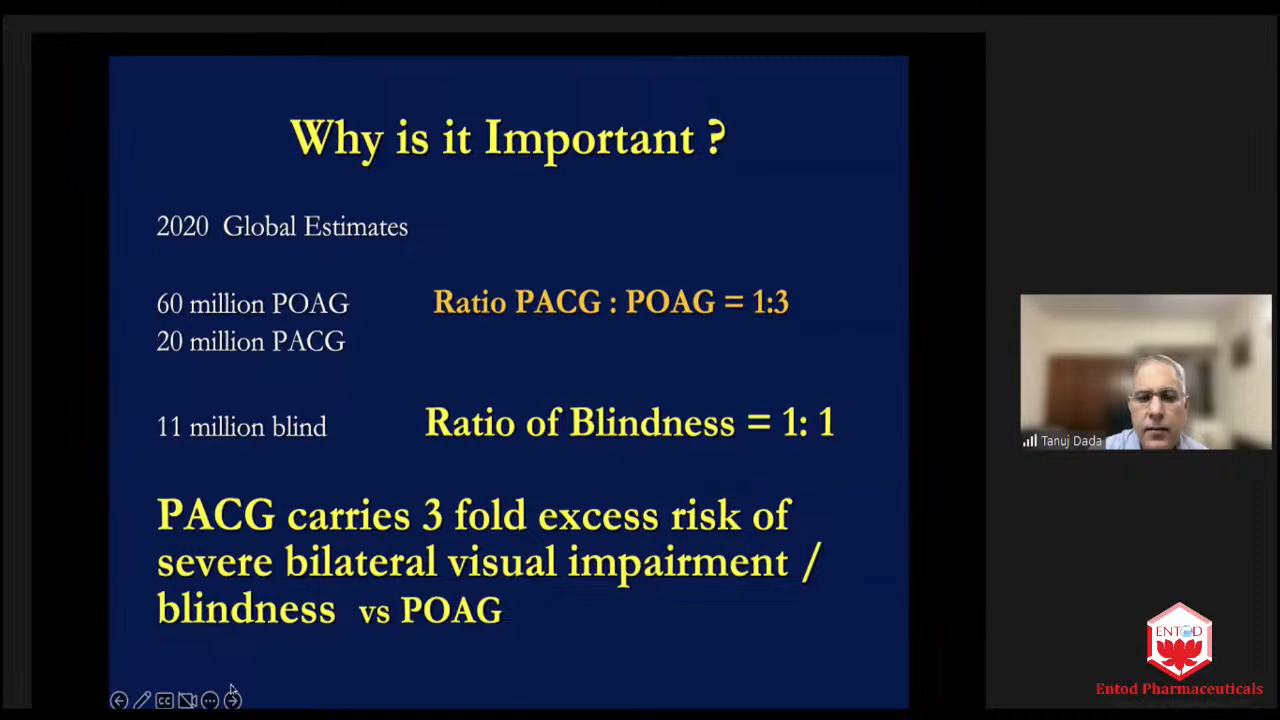 Why is it Important ?
2020 Global Estimates
60 million POAG
Ratio PACG : POAG = 1:3
20 million PACG
11 million blind
Ratio of Blindness = 1: 1
PACG carries 3 fold excess risk of
severe bilateral visual impairment /
blindness vs POAG
Tanuj Dada
CC
ENTOD
Entod Pharmaceuticals